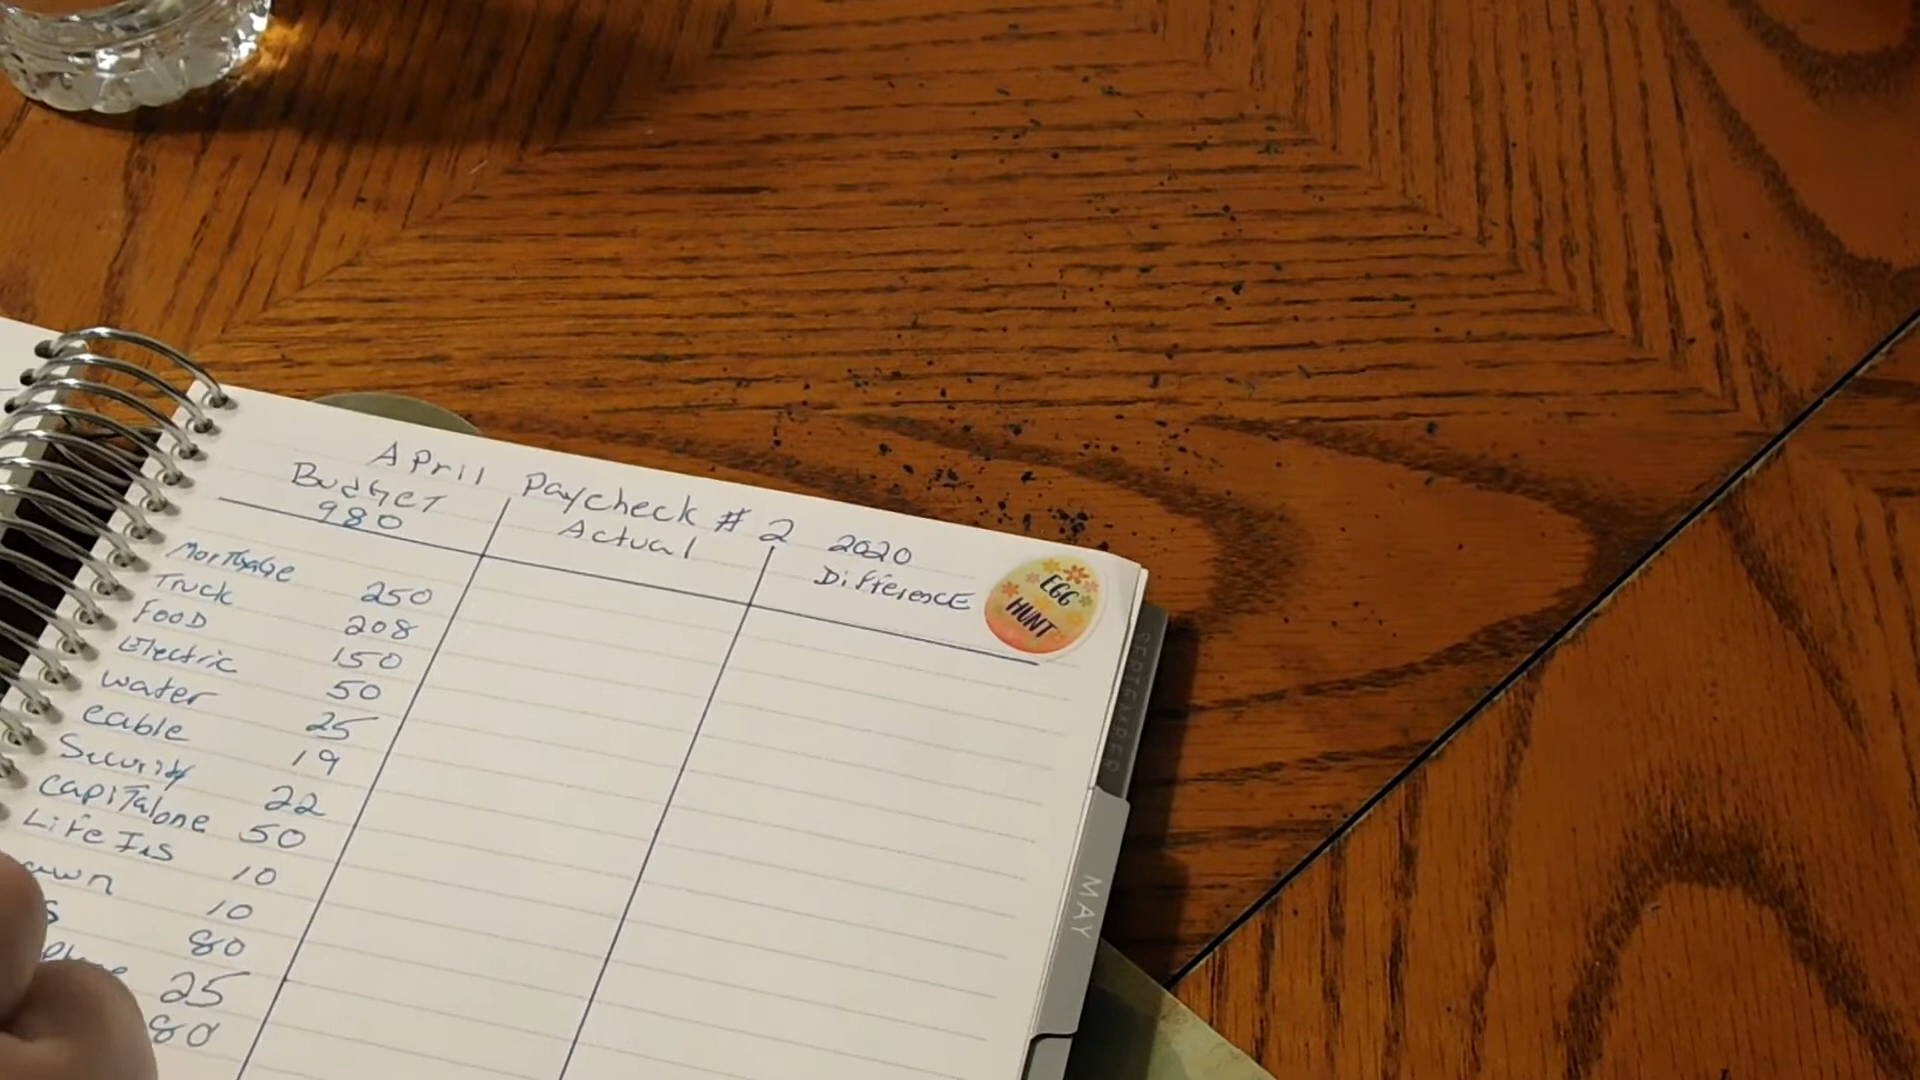 APril Paycheck # 2 2020
Budget Actual Difference
980
EGG
HUNT
Mortgage 250
Truck 208
FOOD 150
Electric 50
water 25
cable 19
Security 22
capiTalone 50
Life Ins 10
10
80
25
80
SEPTEMBER
MAY